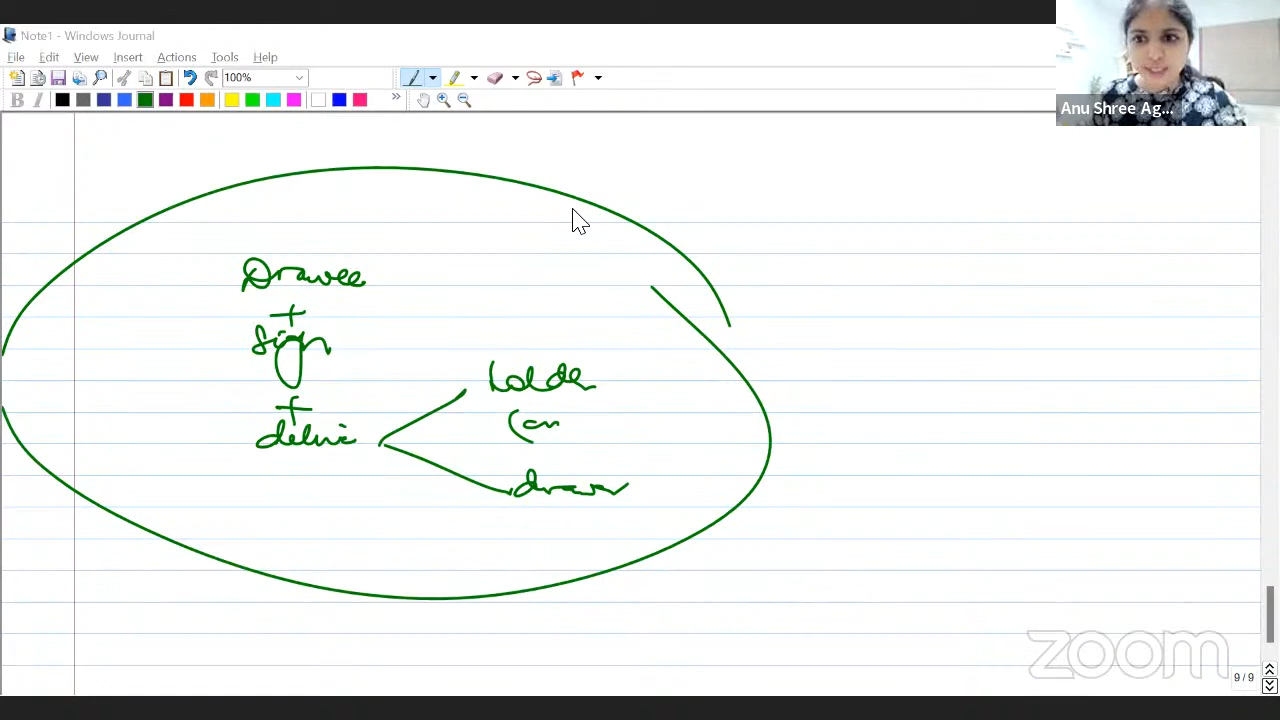 Note1 - Windows Journal
File Edit View Insert Actions Tools Help
100%
B I
Anu Shree Ag...
Drawee
+
Sign
+
holder
(or
drawer
zoom
9 / 9